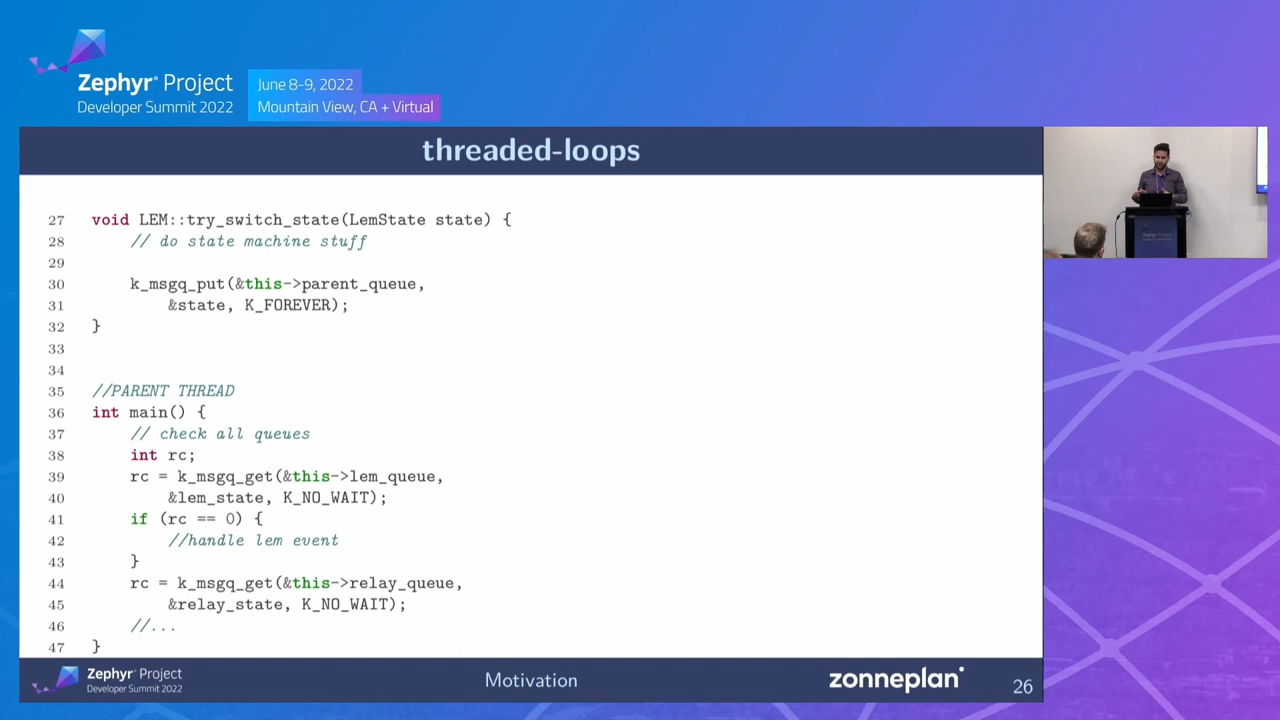 Zephyr® Project
Developer Summit 2022
June 8-9, 2022
Mountain View, CA + Virtual
threaded-loops
27 void LEM::try_switch_state(LemState state) {
28 // do state machine stuff
29
30 k_msgq_put(&this->parent_queue,
31 &state, K_FOREVER);
32 }
33
34
35 //PARENT THREAD
36 int main() {
37 // check all queues
38 int rc;
39 rc = k_msgq_get(&this->lem_queue,
40 &lem_state, K_NO_WAIT);
41 if (rc == 0) {
42 //handle lem event
43 }
44 rc = k_msgq_get(&this->relay_queue,
45 &relay_state, K_NO_WAIT);
46 //...
47 }
Zephyr® Project
Developer Summit 2022
Motivation
zonneplan
26